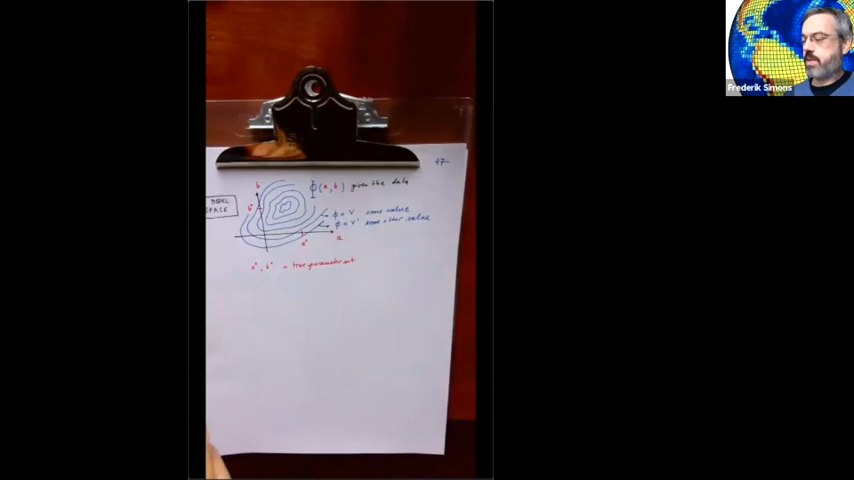 47
b
ϕ(a, b) given the data
MODEL
SPACE
b*
ϕ = v some value
ϕ = v' some other value
a
a*
a*, b* = true parameter set
Frederik Simons